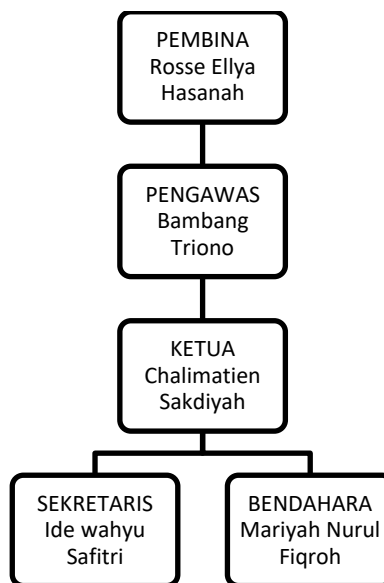 PEMBINA
Rosse Ellya
Hasanah
PENGAWAS
Bambang
Triono
KETUA
Chalimatien
Sakdiyah
SEKRETARIS
Ide wahyu
Safitri
BENDAHARA
Mariyah Nurul
Fiqroh